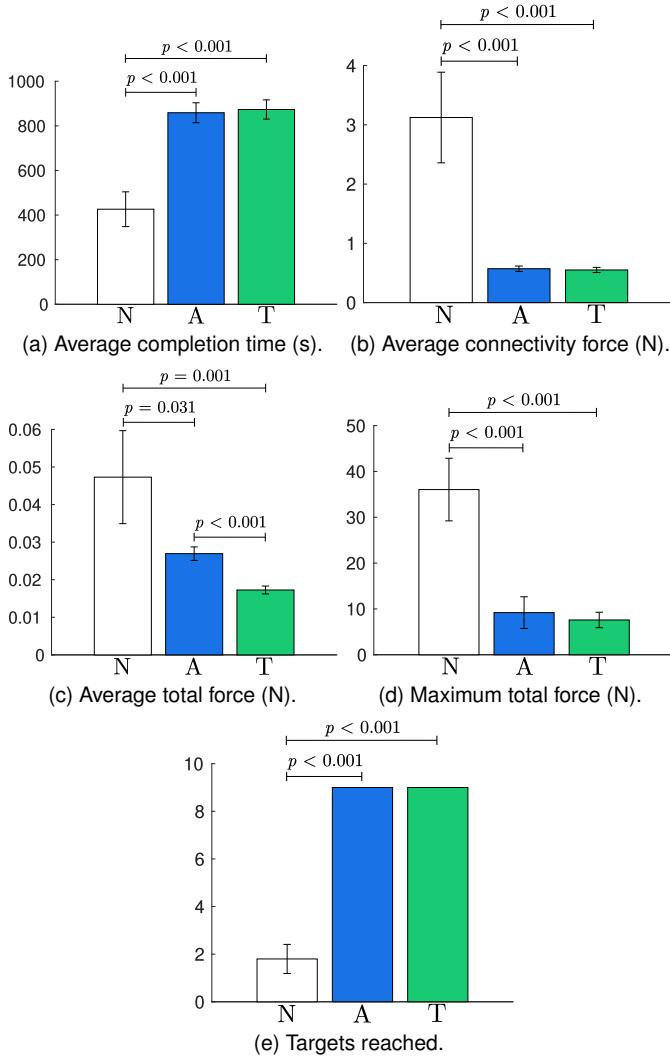 p < 0.001
p < 0.001
1000
800
600
400
200
0
N A T
(a) Average completion time (s).
p < 0.001
p < 0.001
4
3
2
1
0
N A T
(b) Average connectivity force (N).
p = 0.001
p = 0.031
p < 0.001
0.06
0.05
0.04
0.03
0.02
0.01
0
N A T
(c) Average total force (N).
p < 0.001
p < 0.001
50
40
30
20
10
0
N A T
(d) Maximum total force (N).
p < 0.001
p < 0.001
10
8
6
4
2
0
N A T
(e) Targets reached.